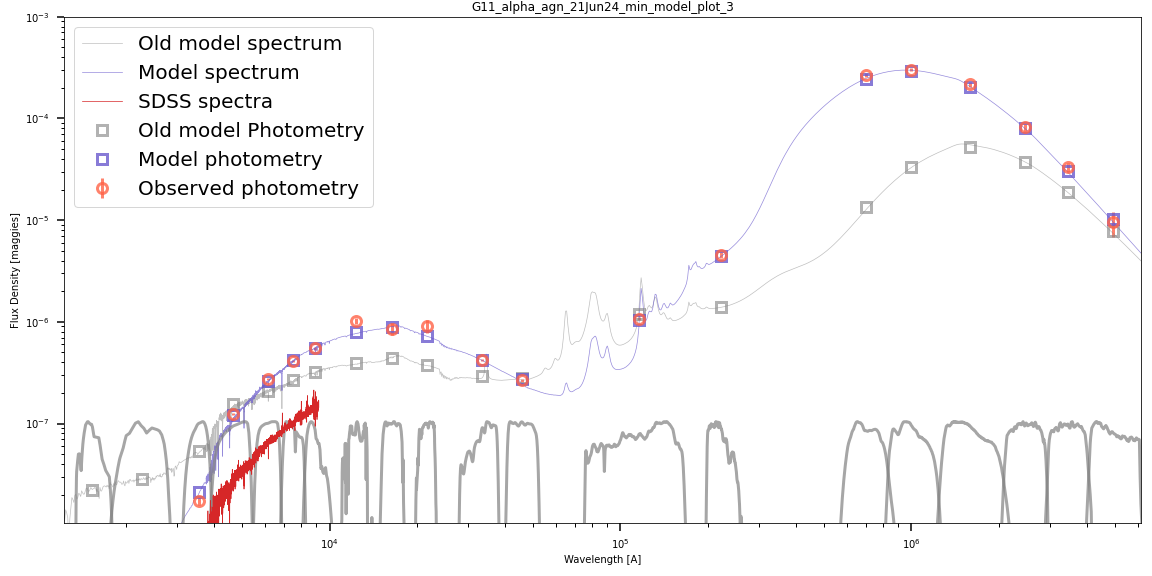 G11_alpha_agn_21Jun24_min_model_plot_3
Old model spectrum
Model spectrum
SDSS spectra
Old model Photometry
Model photometry
Observed photometry
Flux Density [maggies]
10⁻³
10⁻⁴
10⁻⁵
10⁻⁶
10⁻⁷
10⁴
10⁵
10⁶
Wavelength [A]